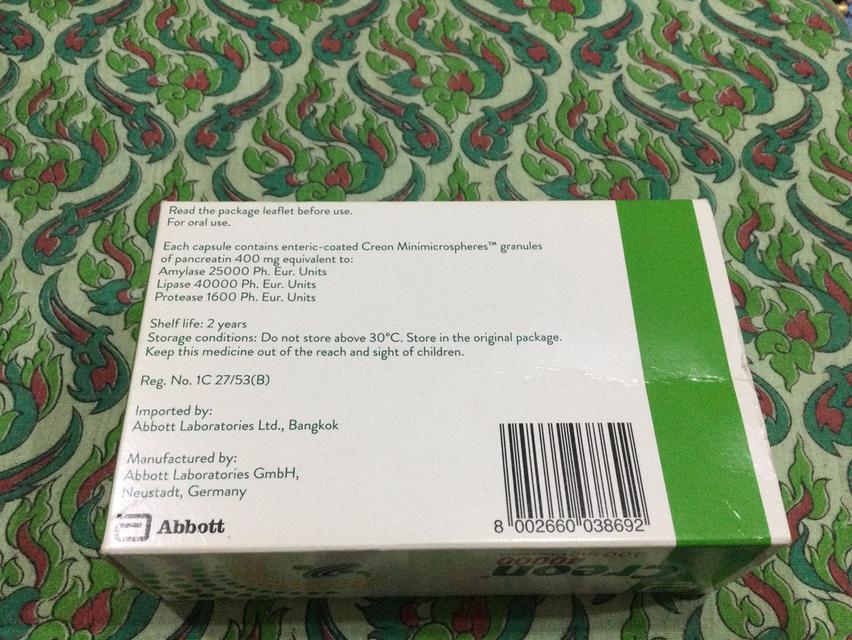 Read the package leaflet before use.
For oral use.
Each capsule contains enteric-coated Creon Minimicrospheres™ granules
of pancreatin 400 mg equivalent to:
Amylase 25000 Ph. Eur. Units
Lipase 40000 Ph. Eur. Units
Protease 1600 Ph. Eur. Units
Shelf life: 2 years
Storage conditions: Do not store above 30°C. Store in the original package.
Keep this medicine out of the reach and sight of children.
Reg. No. 1C 27/53(B)
Imported by:
Abbott Laboratories Ltd., Bangkok
Manufactured by:
Abbott Laboratories GmbH,
Neustadt, Germany
Abbott
8 002660 038692
Creon
40000